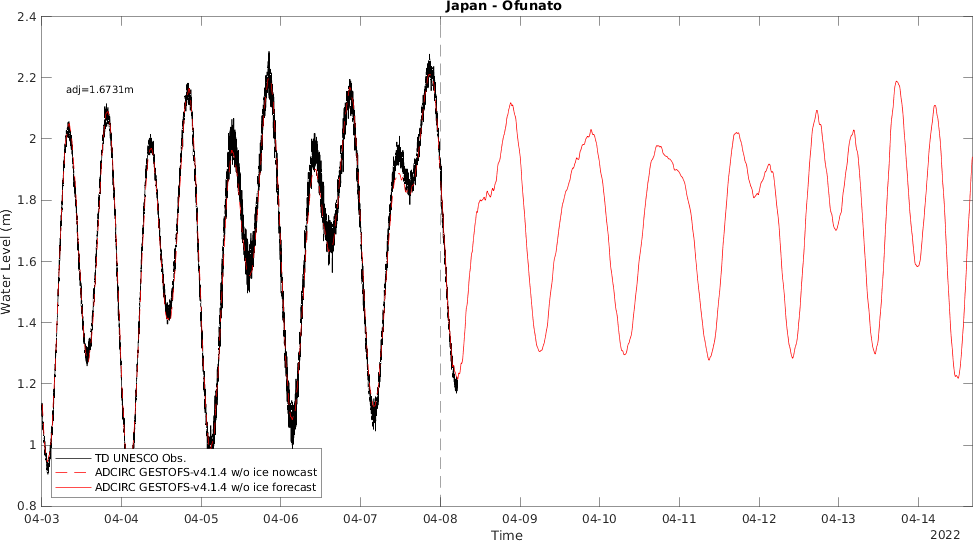 Japan - Ofunato
2.4
2.2
adj=1.6731m
2
1.8
Water Level (m)
1.6
1.4
1.2
1
0.8
TD UNESCO Obs.
ADCIRC GESTOFS-v4.1.4 w/o ice nowcast
ADCIRC GESTOFS-v4.1.4 w/o ice forecast
04-03 04-04 04-05 04-06 04-07 04-08 04-09 04-10 04-11 04-12 04-13 04-14
Time
2022